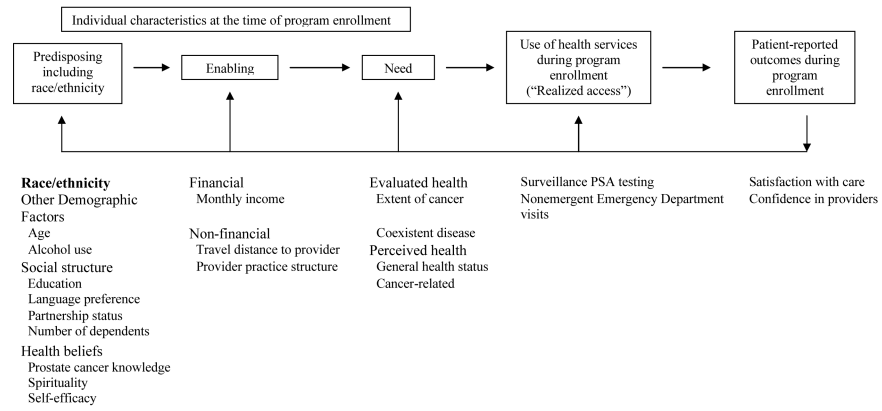 Individual characteristics at the time of program enrollment
Predisposing
including
race/ethnicity
Enabling
Need
Use of health services
during program
enrollment
("Realized access")
Patient-reported
outcomes during
program
enrollment
Race/ethnicity
Other Demographic
Factors
Age
Alcohol use
Social structure
Education
Language preference
Partnership status
Number of dependents
Health beliefs
Prostate cancer knowledge
Spirituality
Self-efficacy
Financial
Monthly income
Non-financial
Travel distance to provider
Provider practice structure
Evaluated health
Extent of cancer
Coexistent disease
Perceived health
General health status
Cancer-related
Surveillance PSA testing
Nonemergent Emergency Department
visits
Satisfaction with care
Confidence in providers